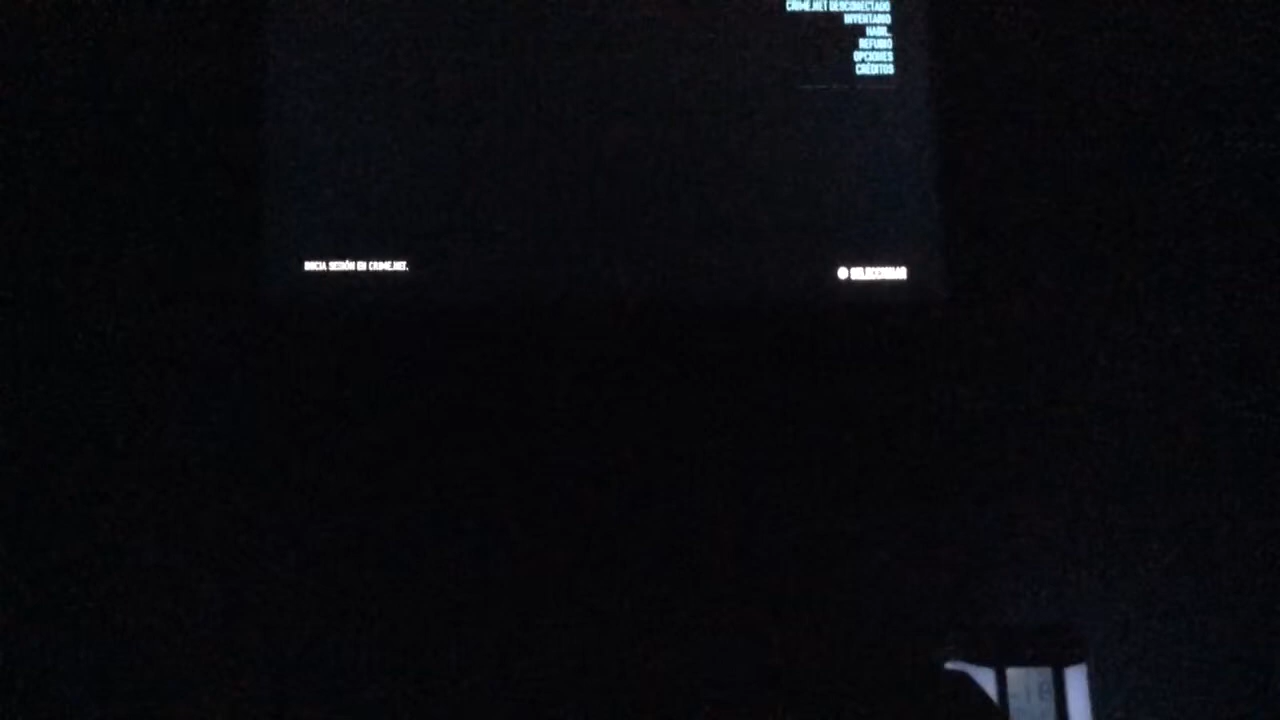 CRIME.NET DESCONECTADO
INVENTARIO
HABIL.
REFUGIO
OPCIONES
CRÉDITOS
INICIA SESIÓN EN CRIME.NET.
SELECCIONAR